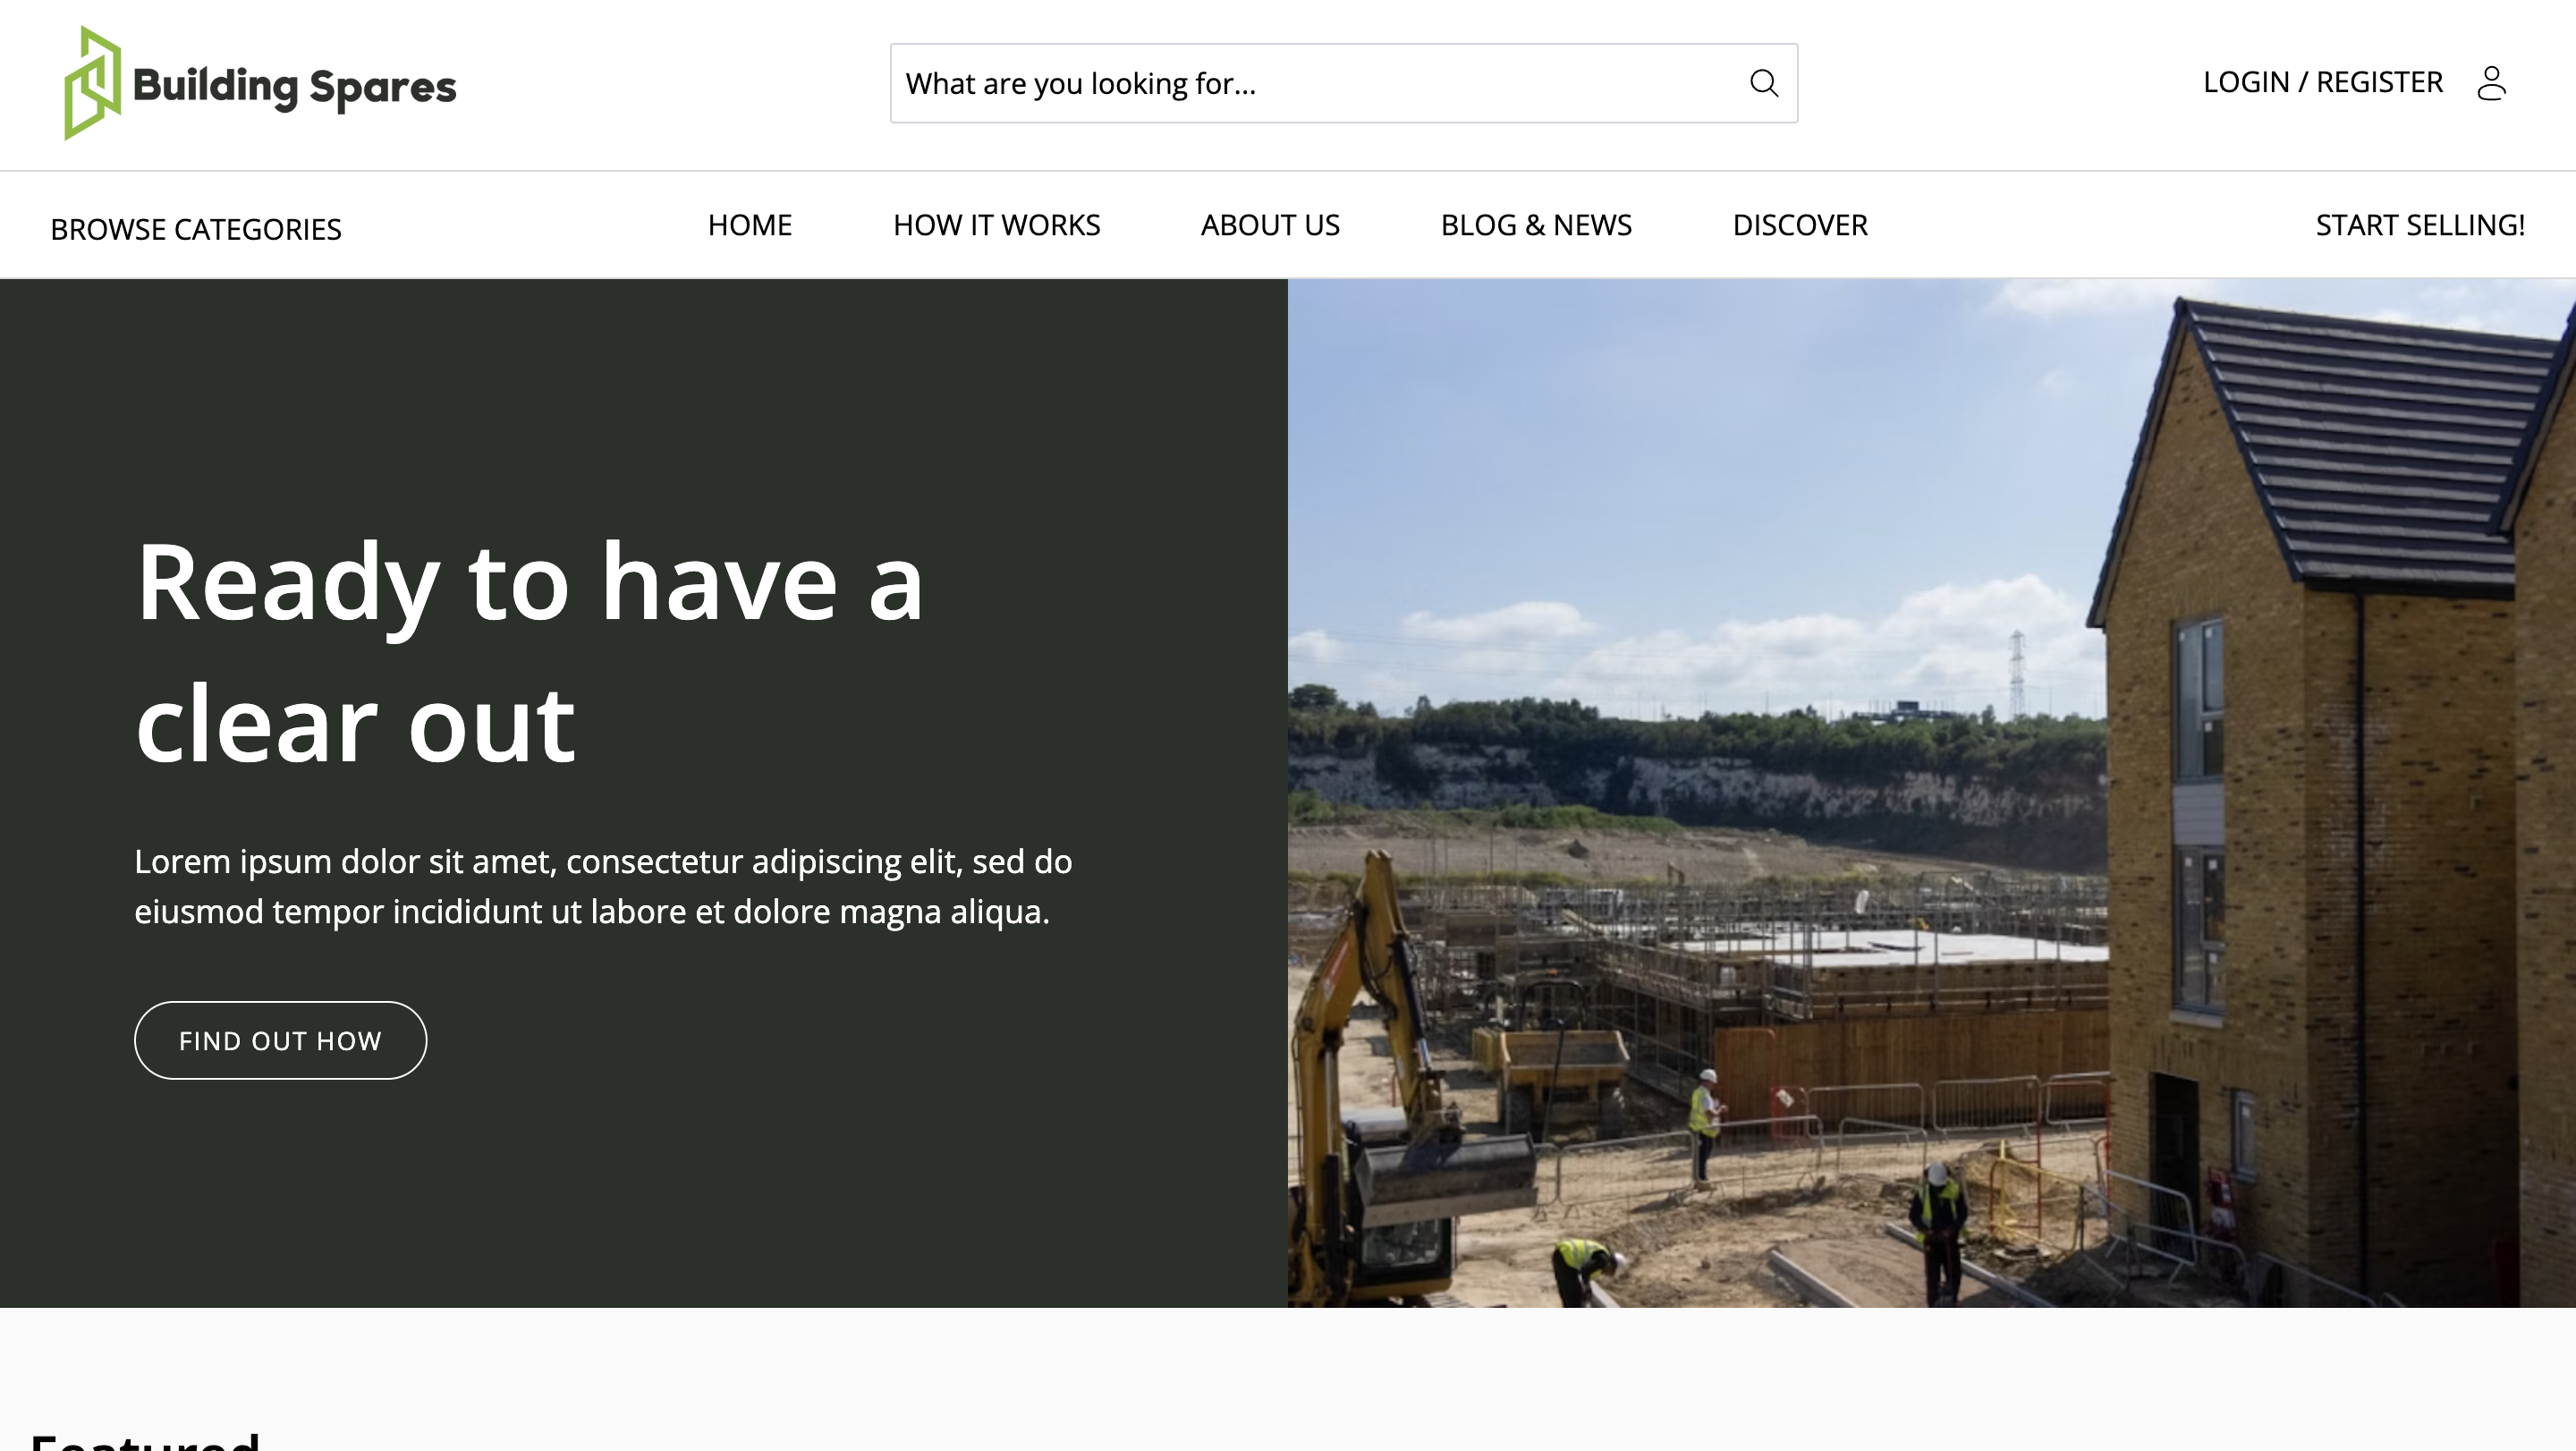 Building Spares
What are you looking for...
LOGIN / REGISTER
BROWSE CATEGORIES
HOME
HOW IT WORKS
ABOUT US
BLOG & NEWS
DISCOVER
START SELLING!
Ready to have a
clear out
Lorem ipsum dolor sit amet, consectetur adipiscing elit, sed do
eiusmod tempor incididunt ut labore et dolore magna aliqua.
FIND OUT HOW
Featured